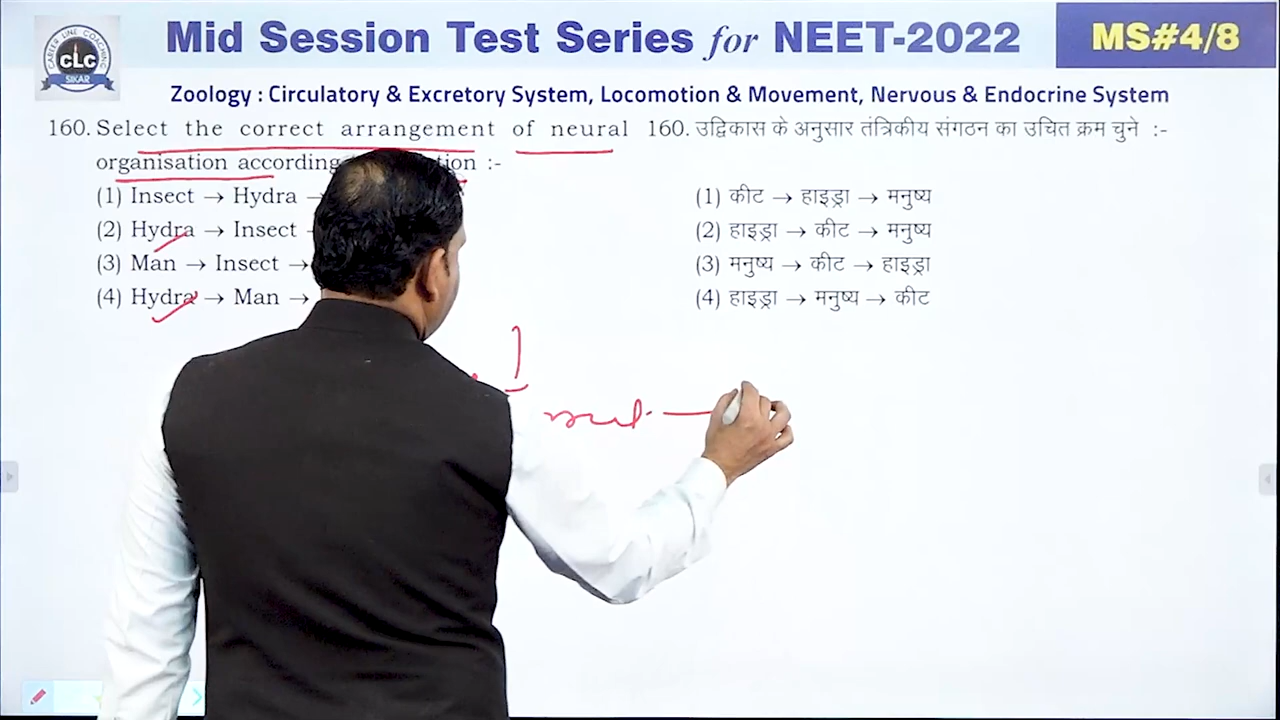 Mid Session Test Series for NEET-2022
MS#4/8
CAREER LINE COACHING
CLC
SIKAR
Zoology : Circulatory & Excretory System, Locomotion & Movement, Nervous & Endocrine System
160. Select the correct arrangement of neural
organisation according
(1) Insect → Hydra →
(2) Hydra → Insect
(3) Man → Insect →
(4) Hydra → Man →
160. उद्विकास के अनुसार तंत्रिकीय संगठन का उचित क्रम चुने :-
(1) कीट → हाइड्रा → मनुष्य
(2) हाइड्रा → कीट → मनुष्य
(3) मनुष्य → कीट → हाइड्रा
(4) हाइड्रा → मनुष्य → कीट